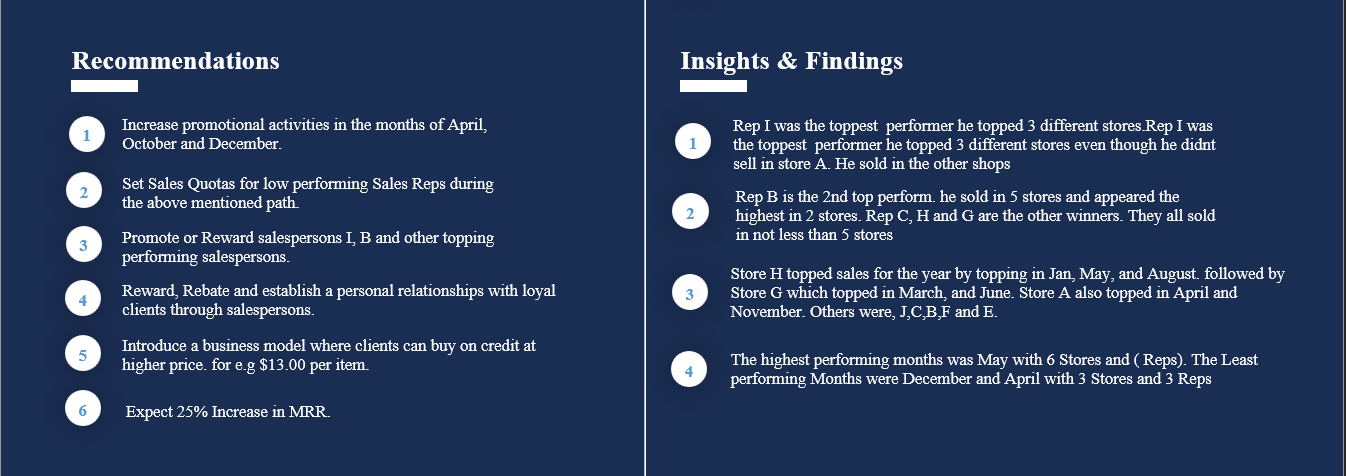 Recommendations
1
Increase promotional activities in the months of April,
October and December.
2
Set Sales Quotas for low performing Sales Reps during
the above mentioned path.
3
Promote or Reward salespersons I, B and other topping
performing salespersons.
4
Reward, Rebate and establish a personal relationships with loyal
clients through salespersons.
5
Introduce a business model where clients can buy on credit at
higher price. for e.g $13.00 per item.
6
Expect 25% Increase in MRR.
Insights & Findings
1
Rep I was the toppest  performer he topped 3 different stores.Rep I was
the toppest  performer he topped 3 different stores even though he didnt
sell in store A. He sold in the other shops
2
Rep B is the 2nd top perform. he sold in 5 stores and appeared the
highest in 2 stores. Rep C, H and G are the other winners. They all sold
in not less than 5 stores
3
Store H topped sales for the year by topping in Jan, May, and August. followed by
Store G which topped in March, and June. Store A also topped in April and
November. Others were, J,C,B,F and E.
4
The highest performing months was May with 6 Stores and ( Reps). The Least
performing Months were December and April with 3 Stores and 3 Reps